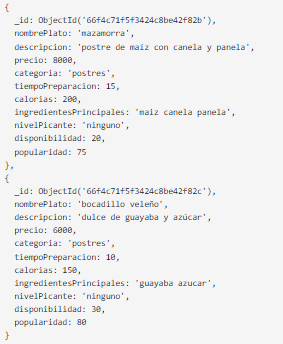 {
_id: ObjectId('66f4c71f5f3424c8be42f82b'),
nombrePlato: 'mazamorra',
descripcion: 'postre de maiz con canela y panela',
precio: 8000,
categoria: 'postres',
tiempoPreparacion: 15,
calorias: 200,
ingredientesPrincipales: 'maiz canela panela',
nivelPicante: 'ninguno',
disponibilidad: 20,
popularidad: 75
},
{
_id: ObjectId('66f4c71f5f3424c8be42f82c'),
nombrePlato: 'bocadillo veleño',
descripcion: 'dulce de guayaba y azúcar',
precio: 6000,
categoria: 'postres',
tiempoPreparacion: 10,
calorias: 150,
ingredientesPrincipales: 'guayaba azucar',
nivelPicante: 'ninguno',
disponibilidad: 30,
popularidad: 80
}